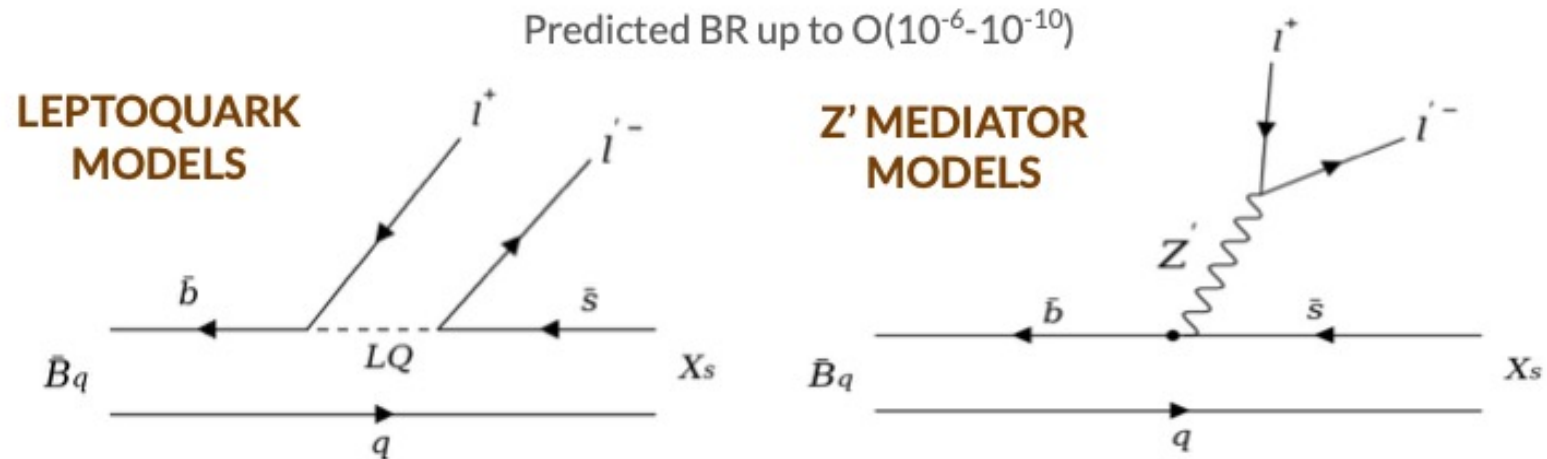 Predicted BR up to O(10⁻⁶-10⁻¹⁰)
LEPTOQUARK
MODELS
l⁺
l′⁻
b̄
s̄
LQ
B̄q
Xs
q
Z’ MEDIATOR
MODELS
l⁺
l′⁻
Z′
b̄
s̄
B̄q
Xs
q